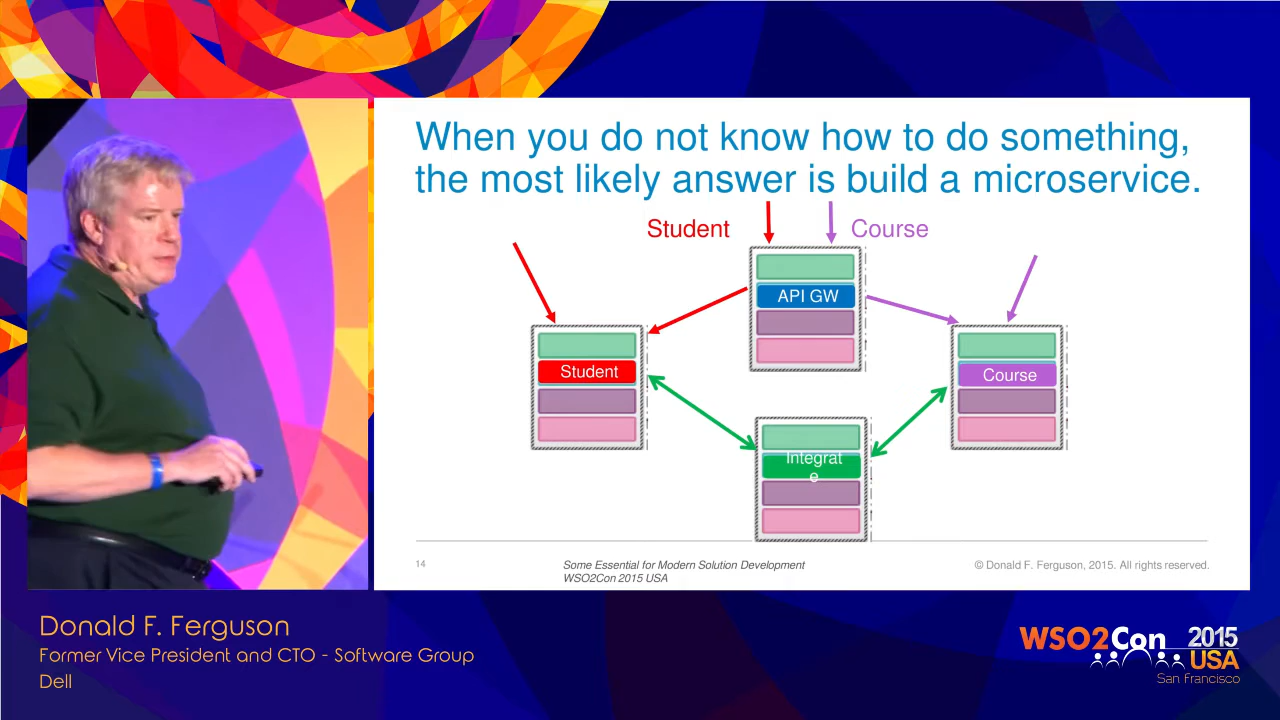 When you do not know how to do something,
the most likely answer is build a microservice.
Student
Course
API GW
Student
Course
Integrat
e
14
Some Essential for Modern Solution Development
WSO2Con 2015 USA
© Donald F. Ferguson, 2015. All rights reserved.
Donald F. Ferguson
Former Vice President and CTO - Software Group
Dell
WSO2Con 2015
USA
San Francisco